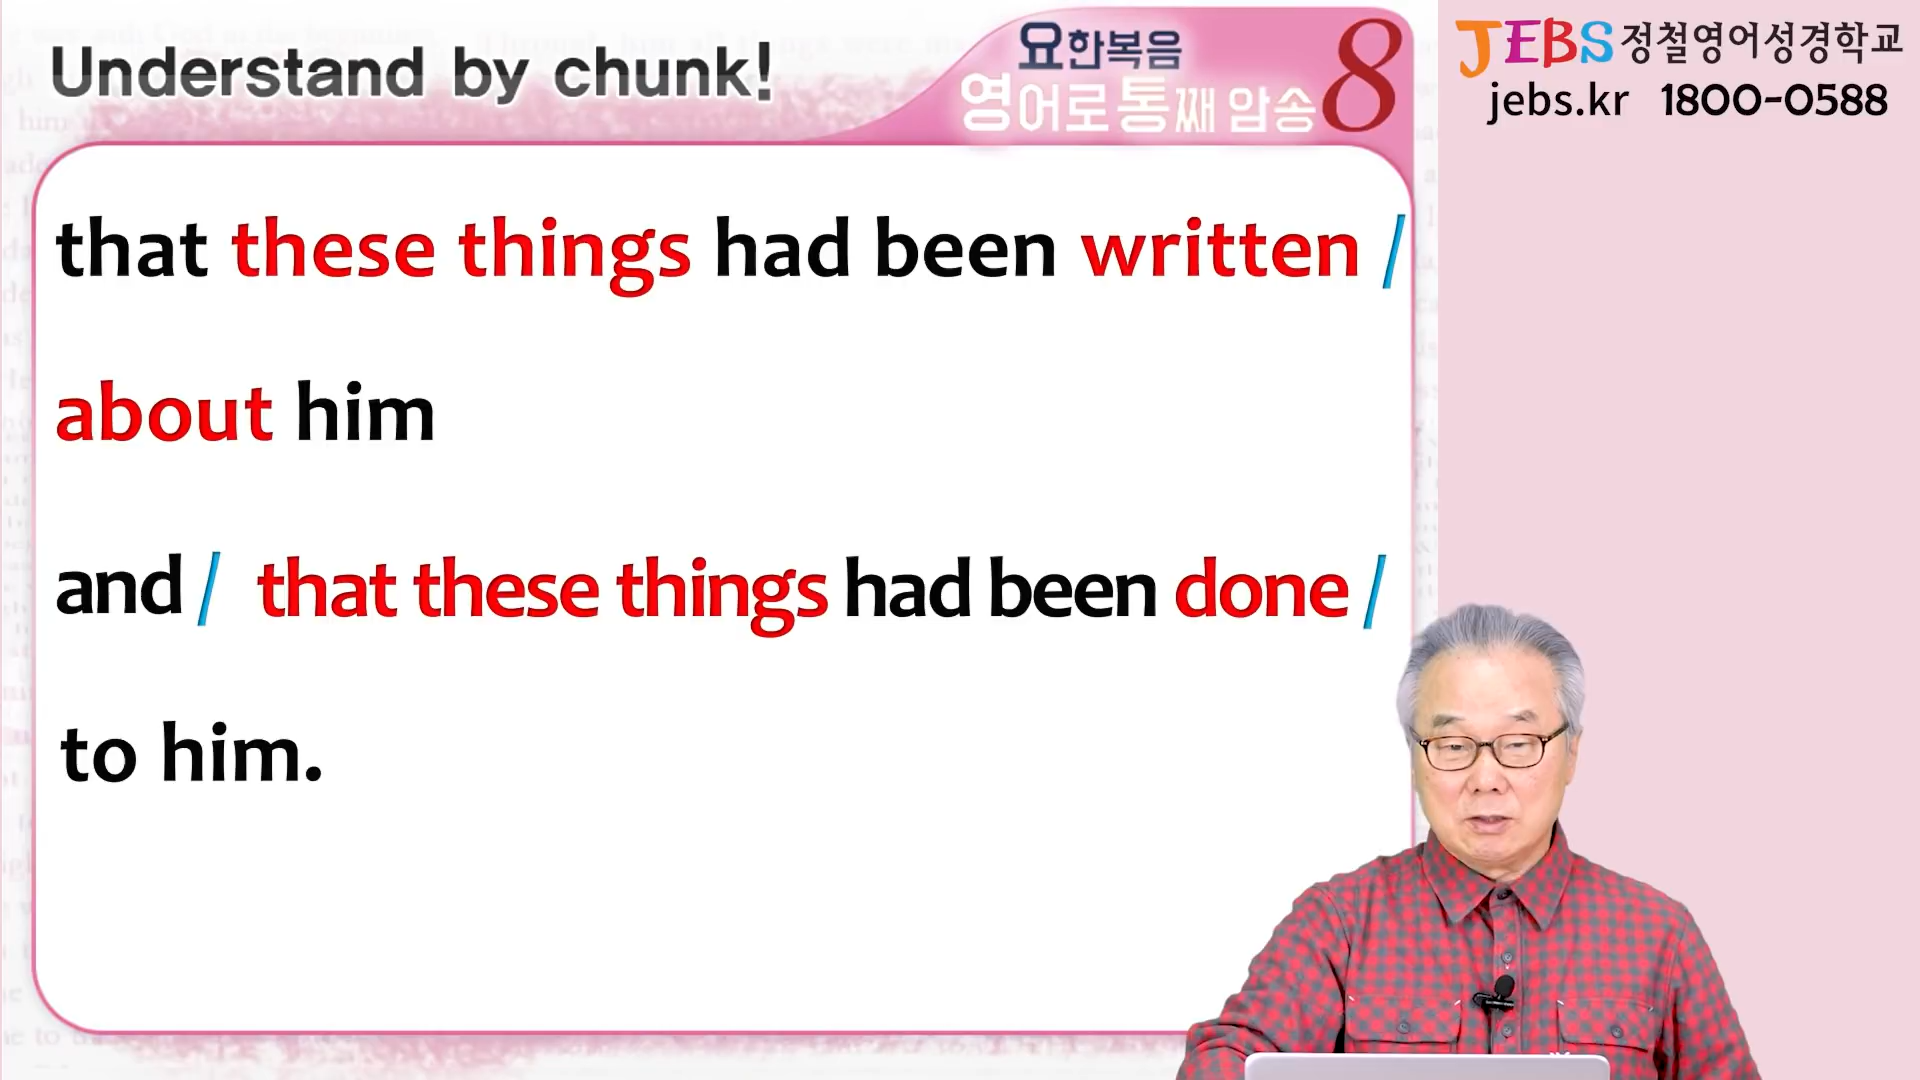 Understand by chunk!
요한복음
영어로 통째 암송 8
JEBS 정철영어성경학교
jebs.kr 1800-0588
that these things had been written /
about him
and / that these things had been done /
to him.